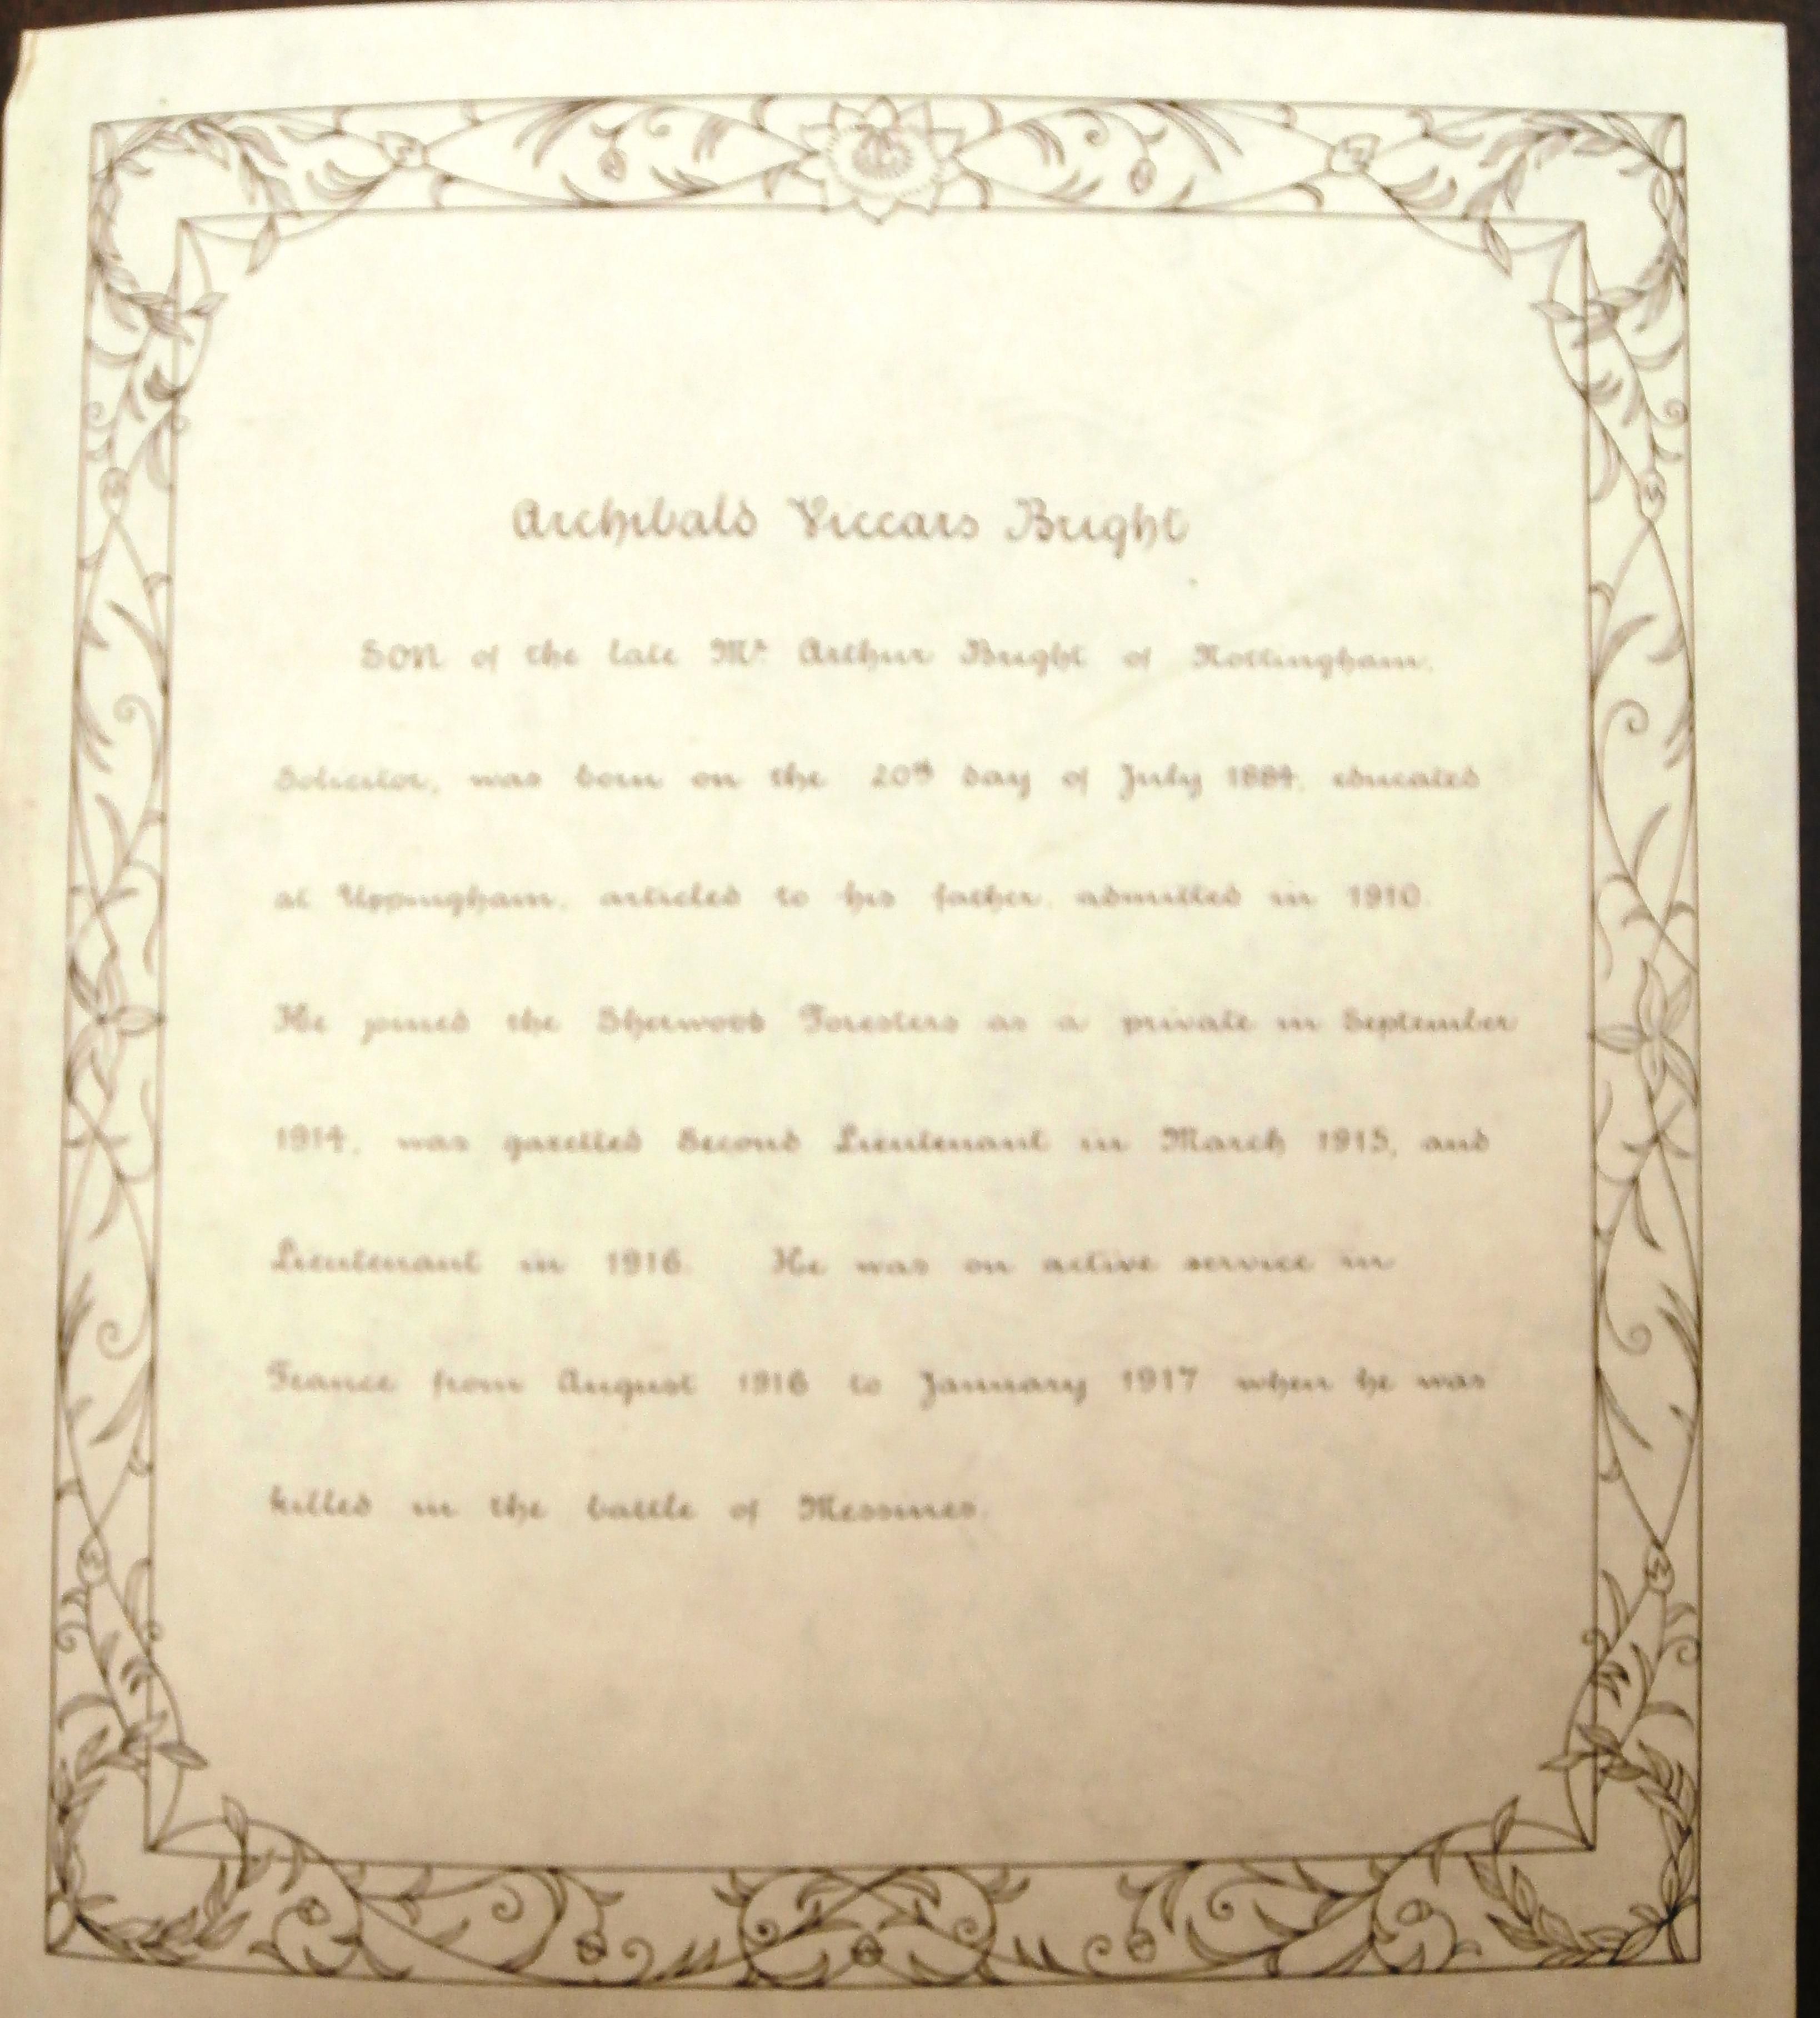 Archibald Viccars Bright
Son of the late Mr Arthur Bright of Nottingham,
Solicitor, was born on the 20th day of July 1884, educated
at Uppingham, articled to his father, admitted in 1910.
He joined the Sherwood Foresters as a private in September
1914, was gazetted Second Lieutenant in March 1915, and
Lieutenant in 1916. He was on active service in
France from August 1916 to January 1917 when he was
killed in the battle of Messines.